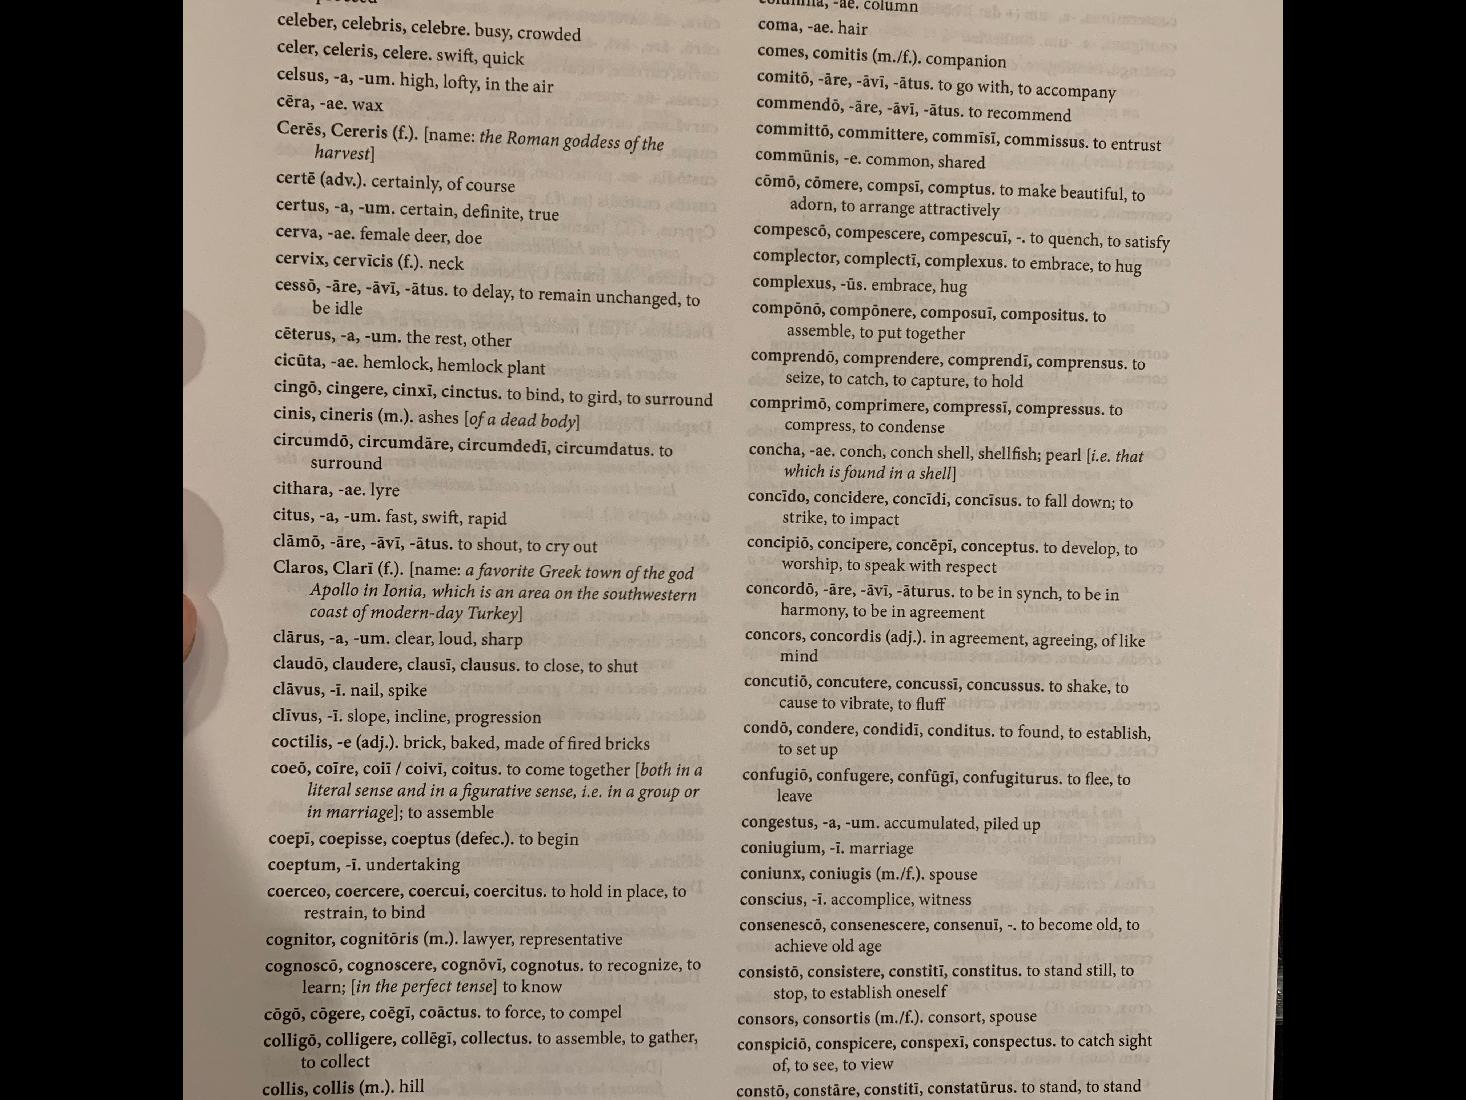 celeber, celebris, celebre. busy, crowded
celer, celeris, celere. swift, quick
celsus, -a, -um. high, lofty, in the air
cēra, -ae. wax
Cerēs, Cereris (f.). [name: the Roman goddess of the
harvest]
certē (adv.). certainly, of course
certus, -a, -um. certain, definite, true
cerva, -ae. female deer, doe
cervix, cervīcis (f.). neck
cessō, -āre, -āvī, -ātus. to delay, to remain unchanged, to
be idle
cēterus, -a, -um. the rest, other
cicūta, -ae. hemlock, hemlock plant
cingō, cingere, cinxī, cinctus. to bind, to gird, to surround
cinis, cineris (m.). ashes [of a dead body]
circumdō, circumdāre, circumdedī, circumdatus. to
surround
cithara, -ae. lyre
citus, -a, -um. fast, swift, rapid
clāmō, -āre, -āvī, -ātus. to shout, to cry out
Claros, Clarī (f.). [name: a favorite Greek town of the god
Apollo in Ionia, which is an area on the southwestern
coast of modern-day Turkey]
clārus, -a, -um. clear, loud, sharp
claudō, claudere, clausī, clausus. to close, to shut
clāvus, -ī. nail, spike
clīvus, -ī. slope, incline, progression
coctilis, -e (adj.). brick, baked, made of fired bricks
coeō, coīre, coiī / coivī, coitus. to come together [both in a
literal sense and in a figurative sense, i.e. in a group or
in marriage]; to assemble
coepī, coepisse, coeptus (defec.). to begin
coeptum, -ī. undertaking
coerceo, coercere, coercui, coercitus. to hold in place, to
restrain, to bind
cognitor, cognitōris (m.). lawyer, representative
cognoscō, cognoscere, cognōvī, cognotus. to recognize, to
learn; [in the perfect tense] to know
cōgō, cōgere, coēgī, coāctus. to force, to compel
colligō, colligere, collēgī, collectus. to assemble, to gather,
to collect
collis, collis (m.). hill
-ae. column
coma, -ae. hair
comes, comitis (m./f.). companion
comitō, -āre, -āvī, -ātus. to go with, to accompany
commendō, -āre, -āvī, -ātus. to recommend
committō, committere, commīsī, commissus. to entrust
commūnis, -e. common, shared
cōmō, cōmere, compsī, comptus. to make beautiful, to
adorn, to arrange attractively
compescō, compescere, compescuī, -. to quench, to satisfy
complector, complectī, complexus. to embrace, to hug
complexus, -ūs. embrace, hug
compōnō, compōnere, composuī, compositus. to
assemble, to put together
comprendō, comprendere, comprendī, comprensus. to
seize, to catch, to capture, to hold
comprimō, comprimere, compressī, compressus. to
compress, to condense
concha, -ae. conch, conch shell, shellfish; pearl [i.e. that
which is found in a shell]
concīdo, concidere, concīdi, concīsus. to fall down; to
strike, to impact
concipiō, concipere, concēpī, conceptus. to develop, to
worship, to speak with respect
concordō, -āre, -āvī, -āturus. to be in synch, to be in
harmony, to be in agreement
concors, concordis (adj.). in agreement, agreeing, of like
mind
concutiō, concutere, concussī, concussus. to shake, to
cause to vibrate, to fluff
condō, condere, condidī, conditus. to found, to establish,
to set up
confugiō, confugere, confūgī, confugiturus. to flee, to
leave
congestus, -a, -um. accumulated, piled up
coniugium, -ī. marriage
coniunx, coniugis (m./f.). spouse
conscius, -ī. accomplice, witness
consenescō, consenescere, consenuī, -. to become old, to
achieve old age
consistō, consistere, constitī, constitus. to stand still, to
stop, to establish oneself
consors, consortis (m./f.). consort, spouse
conspiciō, conspicere, conspexī, conspectus. to catch sight
of, to see, to view
constō, constāre, constitī, constatūrus. to stand, to stand